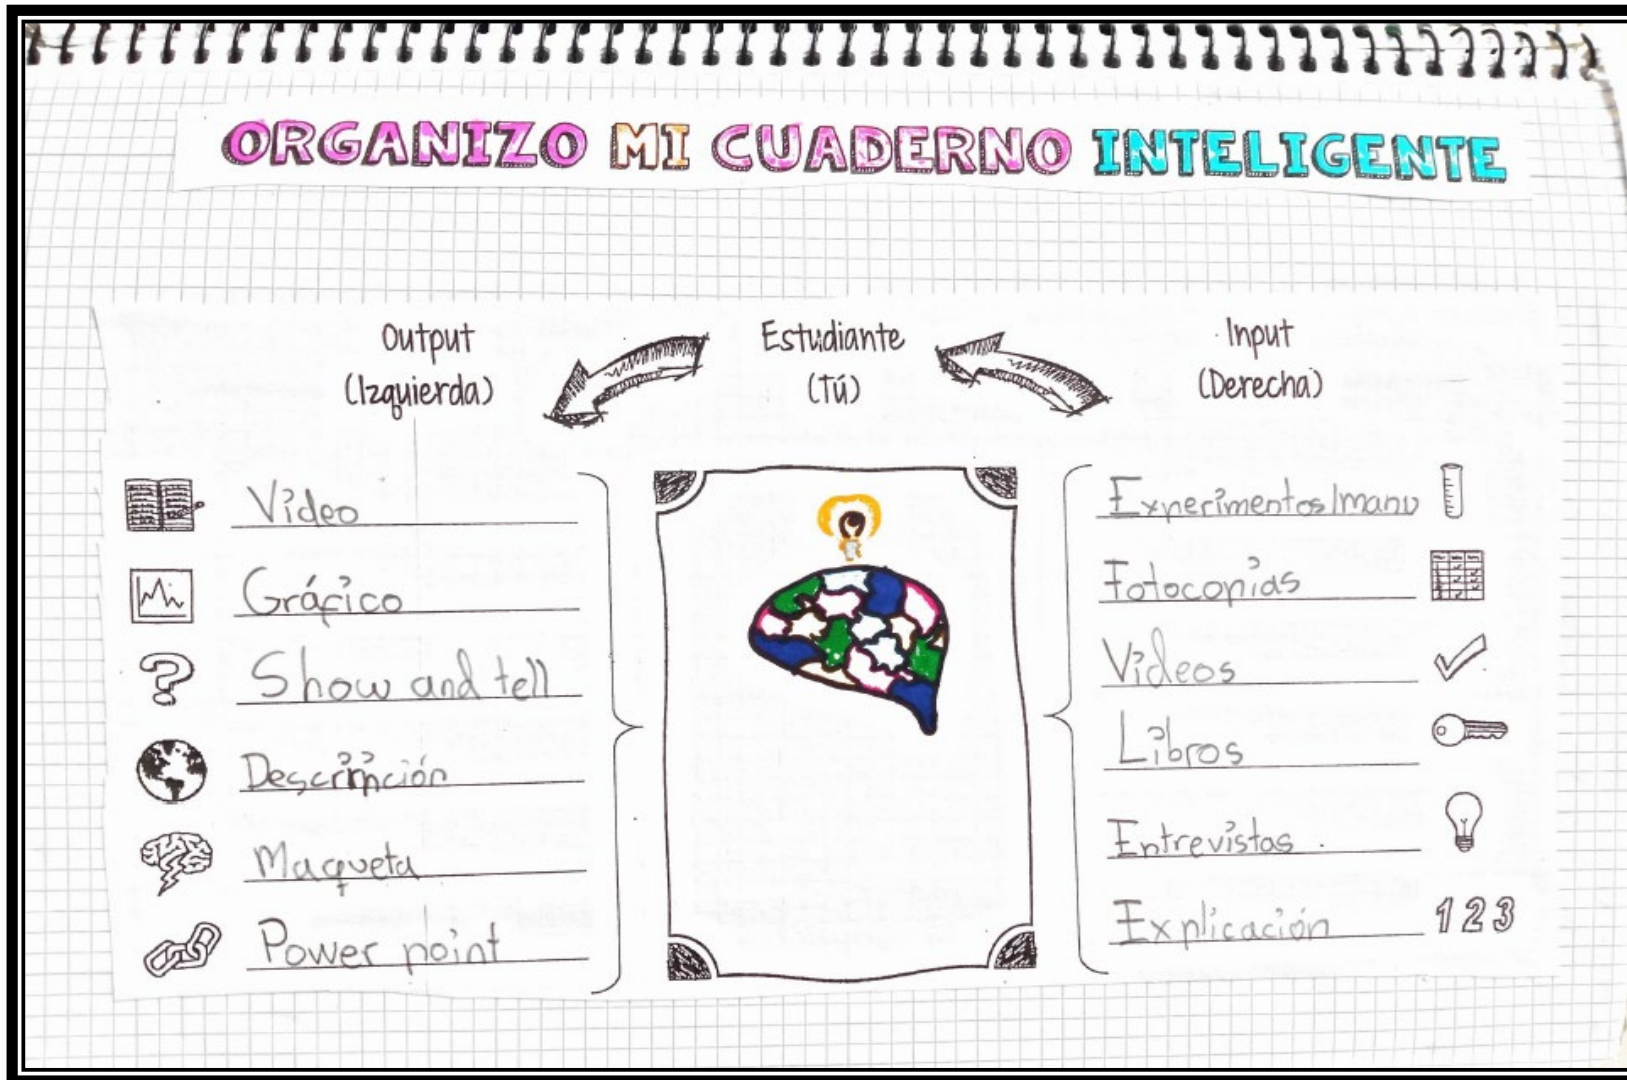 ORGANIZO MI CUADERNO INTELIGENTE
Output
(Izquierda)
Estudiante
(Tú)
Input
(Derecha)
Video
Gráfico
Show and tell
Descripción
Maqueta
Power point
Experimentos/manu
Fotocopias
Videos
Libros
Entrevistas
Explicación
123